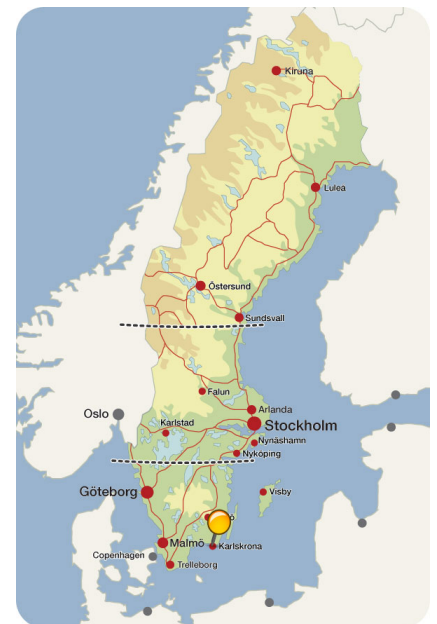 Kiruna
Lulea
Östersund
Sundsvall
Falun
Arlanda
Oslo
Karlstad
Stockholm
Nynäshamn
Nyköping
Göteborg
Visby
Malmö
Karlskrona
Copenhagen
Trelleborg